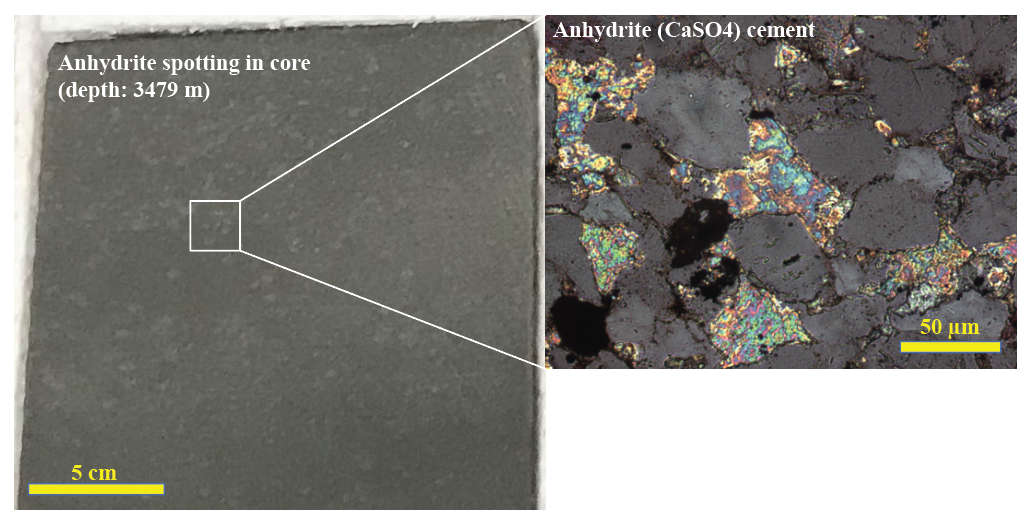 Anhydrite spotting in core
(depth: 3479 m)
5 cm
Anhydrite (CaSO4) cement
50 µm